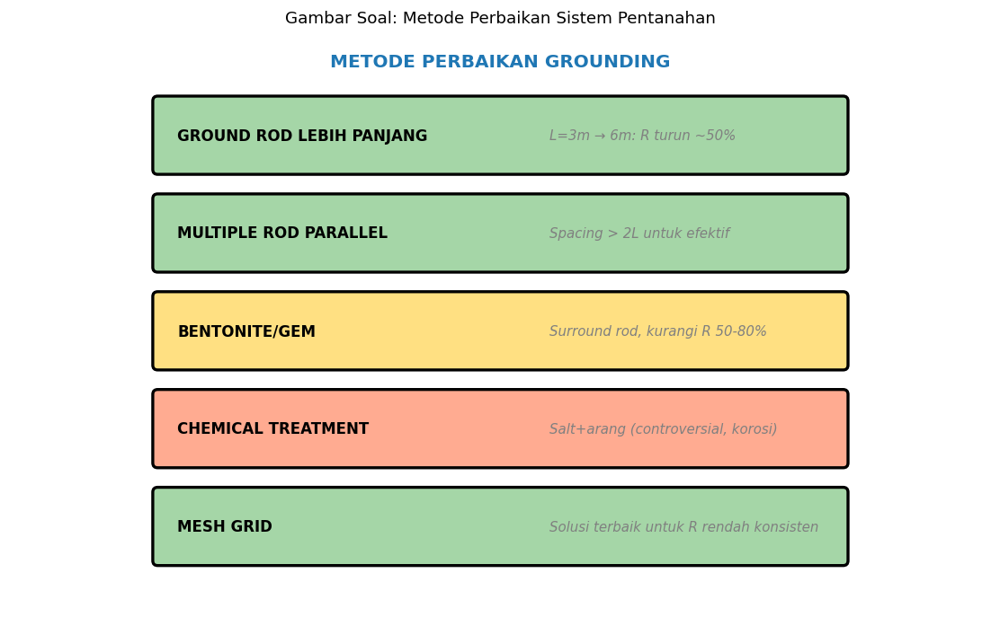 Gambar Soal: Metode Perbaikan Sistem Pentanahan
METODE PERBAIKAN GROUNDING
GROUND ROD LEBIH PANJANG L=3m → 6m: R turun ~50%
MULTIPLE ROD PARALLEL Spacing > 2L untuk efektif
BENTONITE/GEM Surround rod, kurangi R 50-80%
CHEMICAL TREATMENT Salt+arang (controversial, korosi)
MESH GRID Solusi terbaik untuk R rendah konsisten